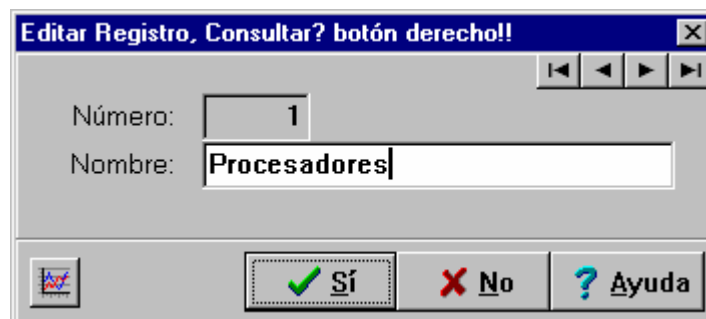 Editar Registro, Consultar? botón derecho!!
Número: 1
Nombre: Procesadores
Sí No Ayuda